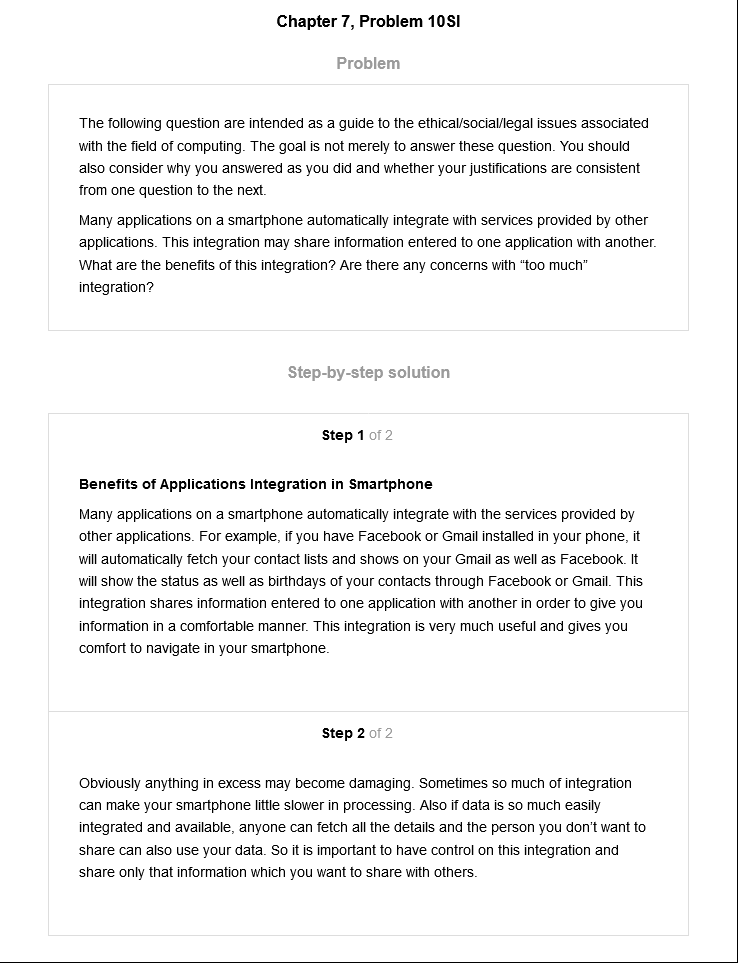 Chapter 7, Problem 10SI
Problem
The following question are intended as a guide to the ethical/social/legal issues associated
with the field of computing. The goal is not merely to answer these question. You should
also consider why you answered as you did and whether your justifications are consistent
from one question to the next.
Many applications on a smartphone automatically integrate with services provided by other
applications. This integration may share information entered to one application with another.
What are the benefits of this integration? Are there any concerns with “too much”
integration?
Step-by-step solution
Step 1 of 2
Benefits of Applications Integration in Smartphone
Many applications on a smartphone automatically integrate with the services provided by
other applications. For example, if you have Facebook or Gmail installed in your phone, it
will automatically fetch your contact lists and shows on your Gmail as well as Facebook. It
will show the status as well as birthdays of your contacts through Facebook or Gmail. This
integration shares information entered to one application with another in order to give you
information in a comfortable manner. This integration is very much useful and gives you
comfort to navigate in your smartphone.
Step 2 of 2
Obviously anything in excess may become damaging. Sometimes so much of integration
can make your smartphone little slower in processing. Also if data is so much easily
integrated and available, anyone can fetch all the details and the person you don’t want to
share can also use your data. So it is important to have control on this integration and
share only that information which you want to share with others.